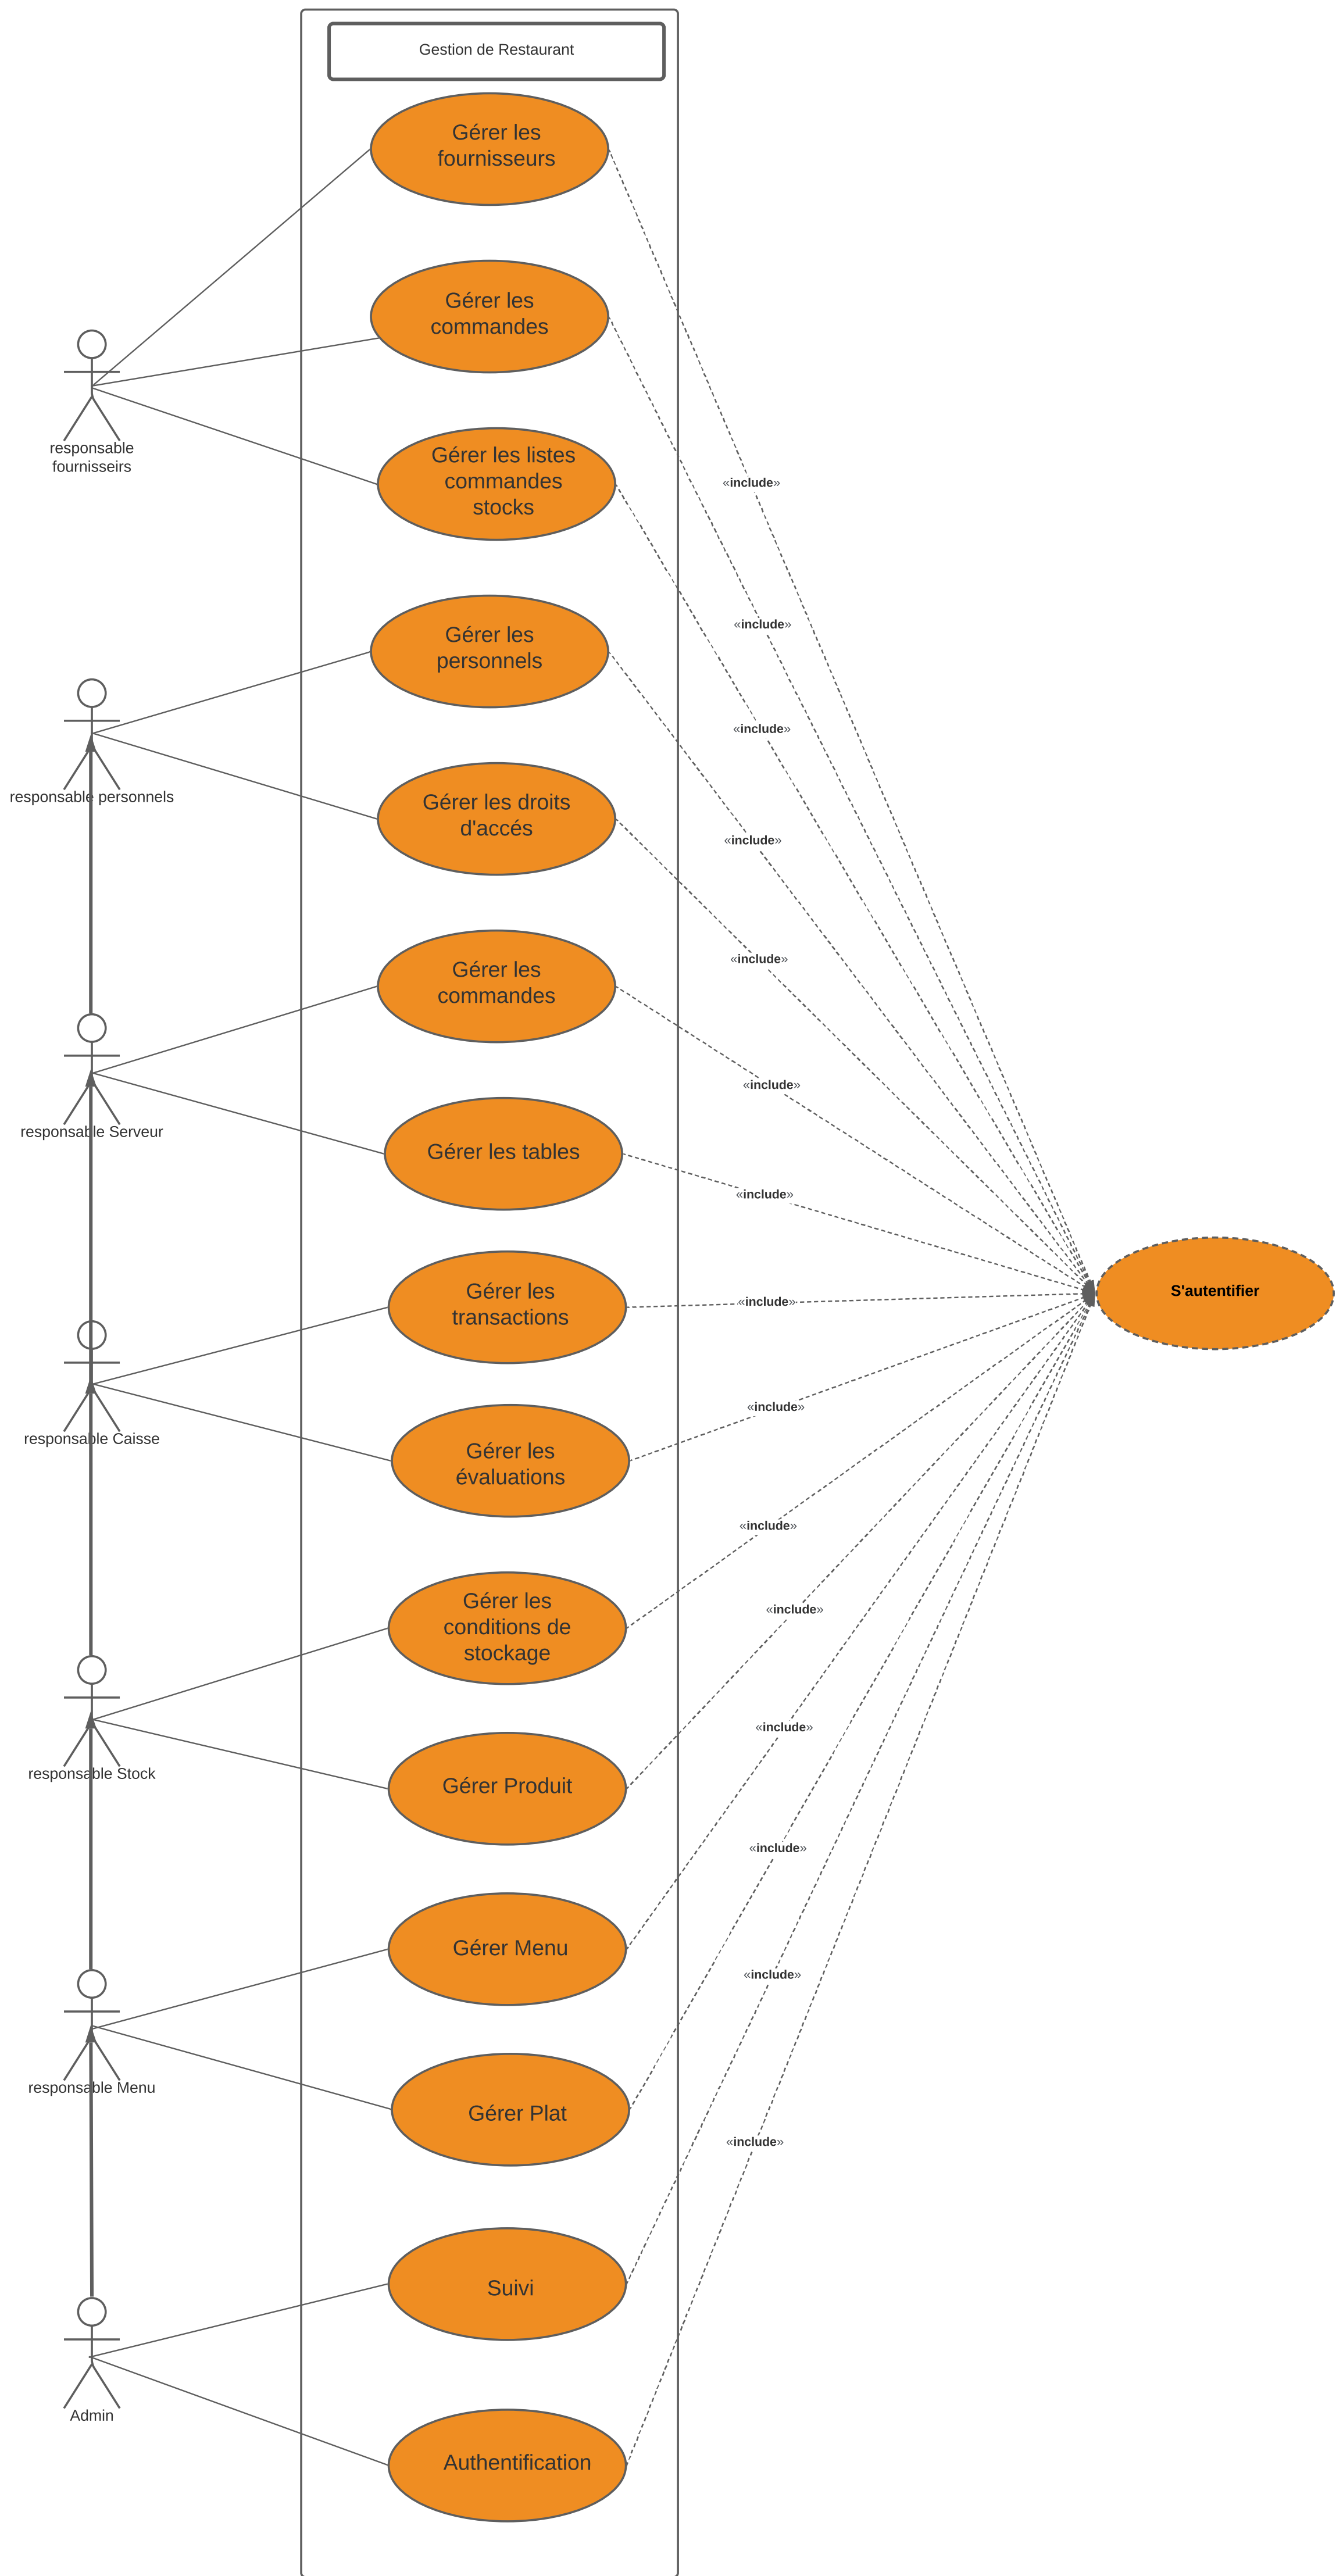 Gestion de Restaurant
Gérer les
fournisseurs
Gérer les
commandes
responsable
fournisseirs
Gérer les listes
commandes
stocks
«include»
«include»
Gérer les
personnels
«include»
responsable personnels
Gérer les droits
d'accés
«include»
«include»
Gérer les
commandes
«include»
responsable Serveur
Gérer les tables
«include»
Gérer les
transactions
«include»
S'autentifier
«include»
responsable Caisse
Gérer les
évaluations
«include»
Gérer les
conditions de
stockage
«include»
«include»
responsable Stock
Gérer Produit
«include»
Gérer Menu
«include»
responsable Menu
Gérer Plat
«include»
Suivi
Admin
Authentification